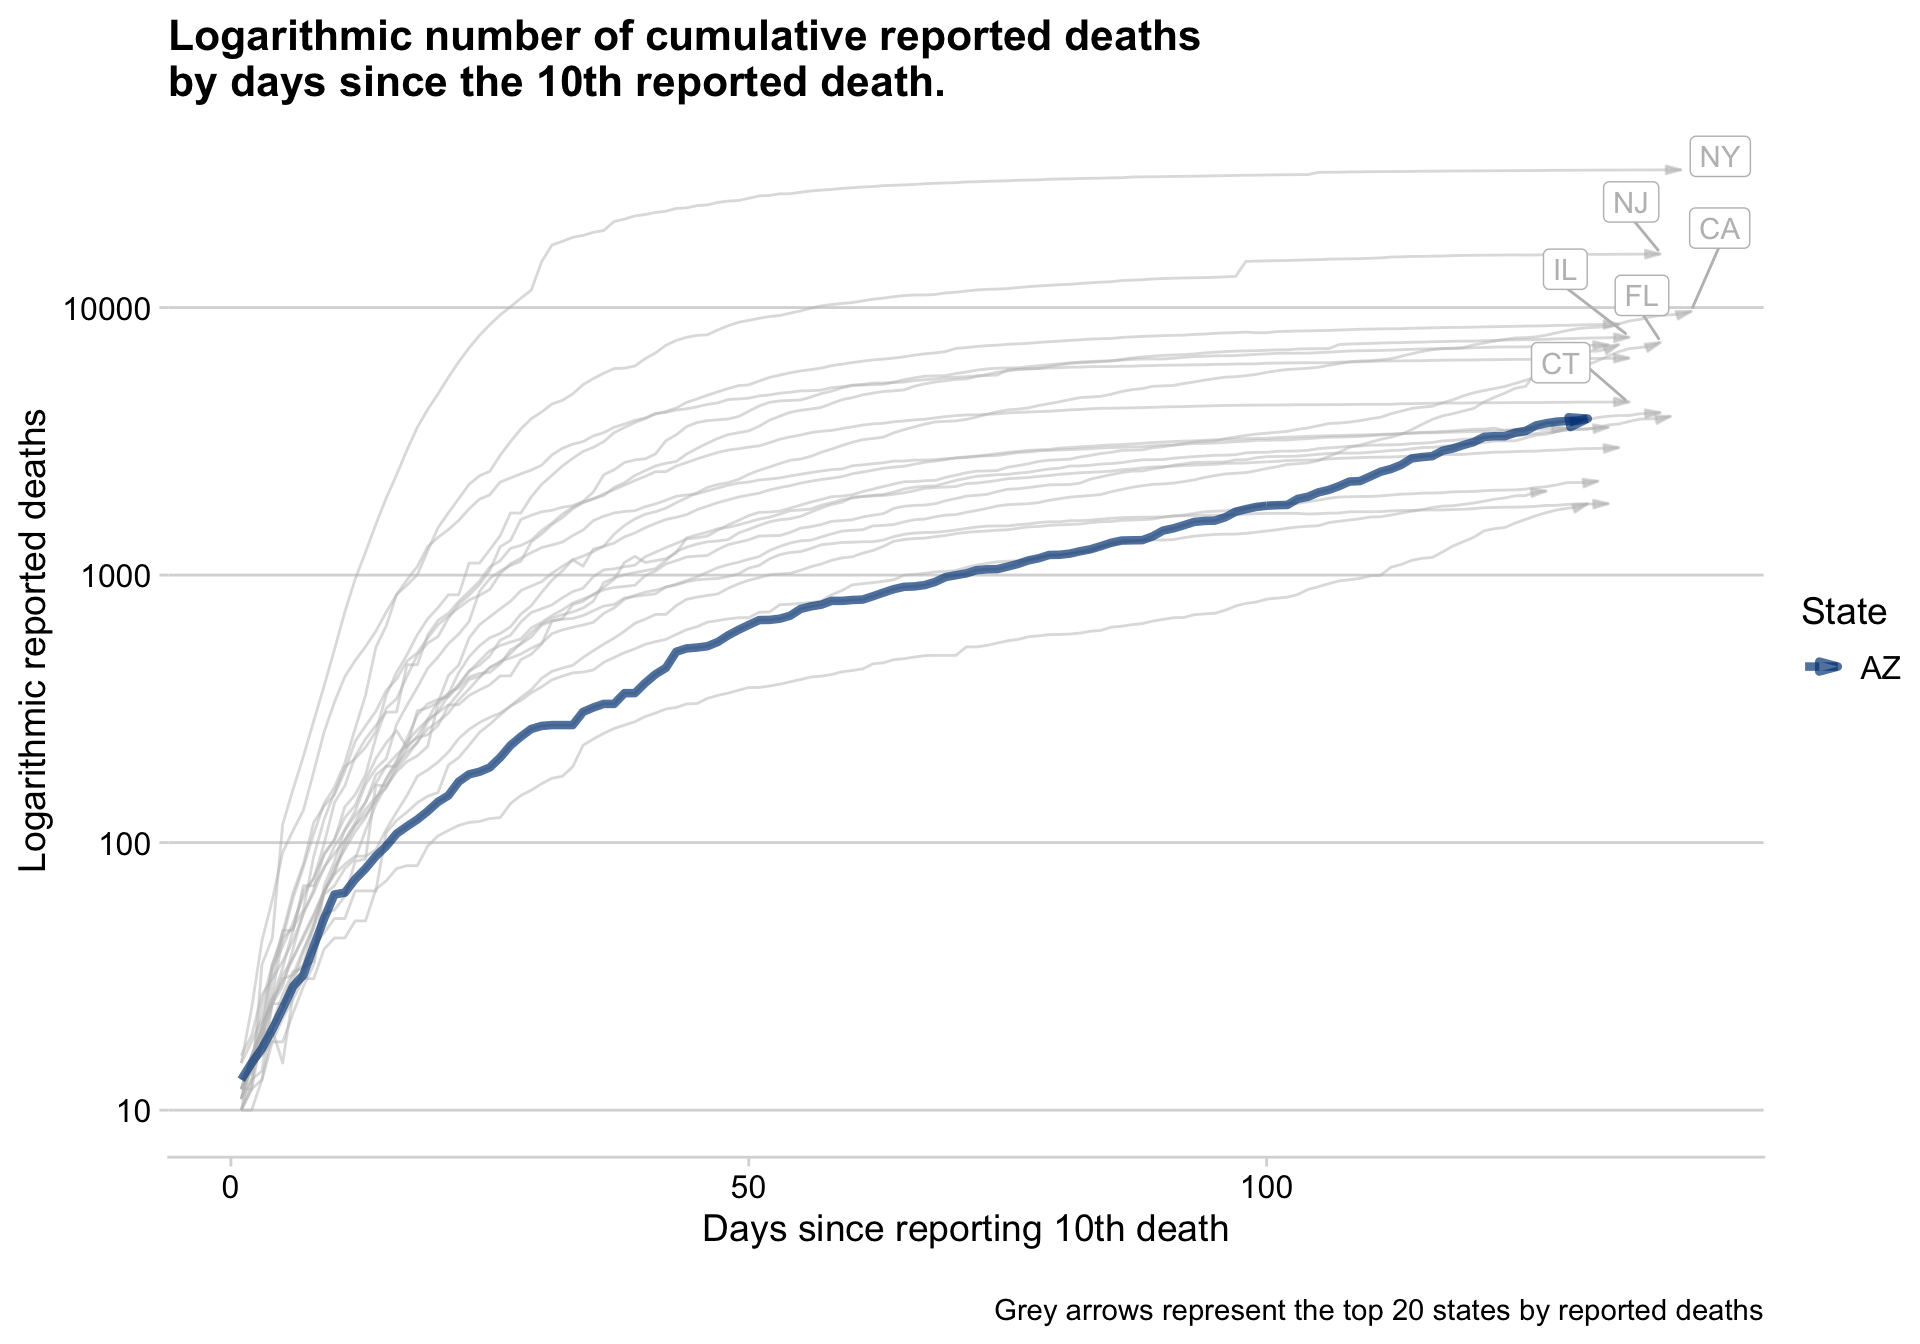 Logarithmic number of cumulative reported deaths
by days since the 10th reported death.
NY
NJ
CA
IL
FL
CT
10000
1000
100
10
Logarithmic reported deaths
State
AZ
0 50 100
Days since reporting 10th death
Grey arrows represent the top 20 states by reported deaths